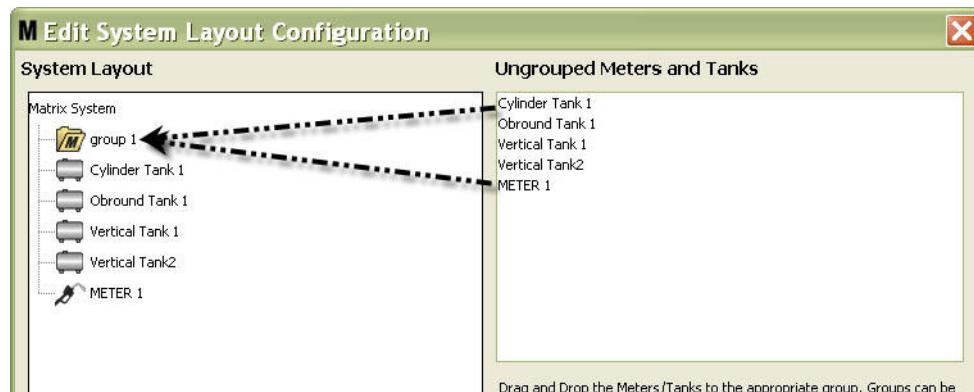 M Edit System Layout Configuration
System Layout
Matrix System
M group 1
Cylinder Tank 1
Obround Tank 1
Vertical Tank 1
Vertical Tank2
METER 1
Ungrouped Meters and Tanks
Cylinder Tank 1
Obround Tank 1
Vertical Tank 1
Vertical Tank2
METER 1
Drag and Drop the Meters/Tanks to the appropriate group. Groups can be